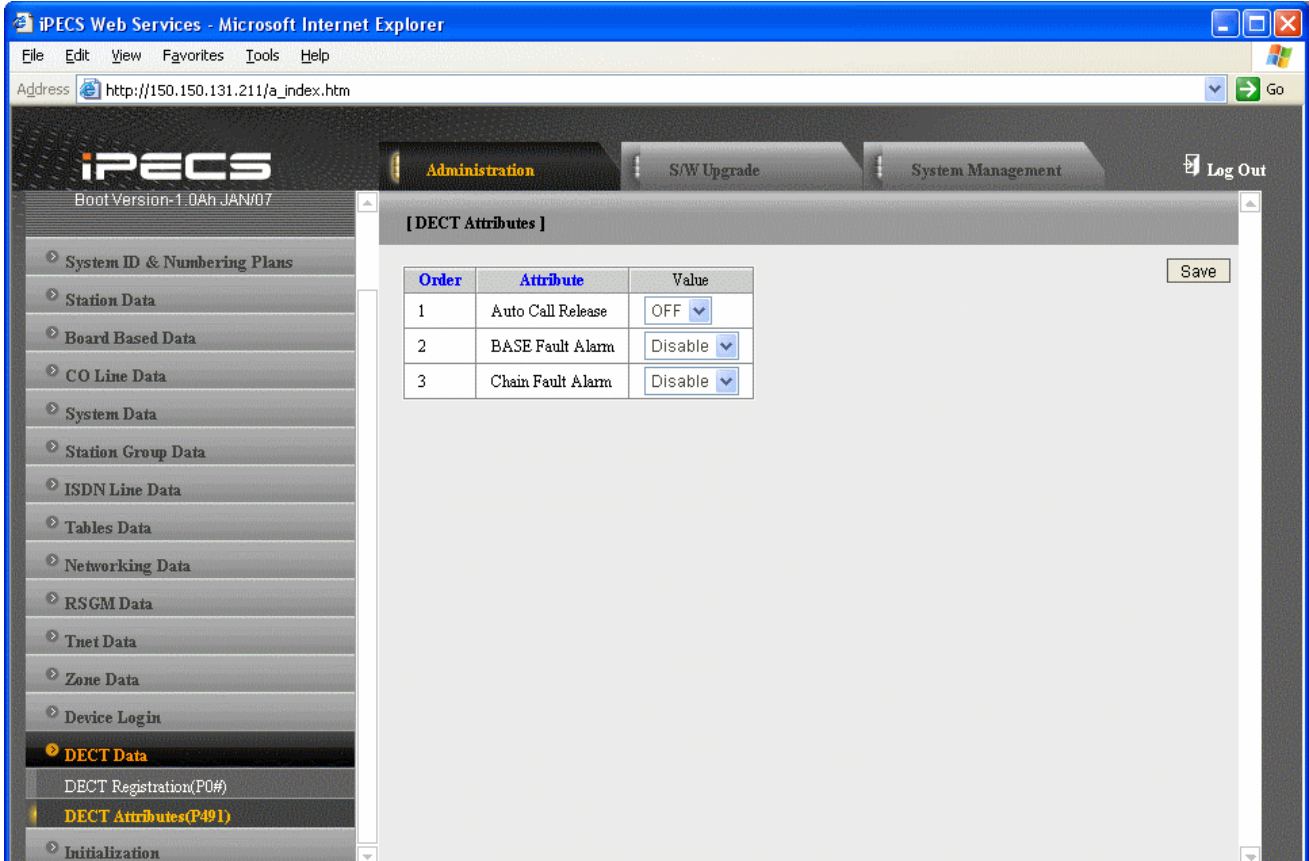 iPECS Web Services - Microsoft Internet Explorer
File Edit View Favorites Tools Help
Address http://150.150.131.211/a_index.htm Go
iPECS Administration S/W Upgrade System Management Log Out
Boot Version-1.0Ah JAN/07
[ DECT Attributes ]
Save
Order Attribute Value
1 Auto Call Release OFF
2 BASE Fault Alarm Disable
3 Chain Fault Alarm Disable
System ID & Numbering Plans
Station Data
Board Based Data
CO Line Data
System Data
Station Group Data
ISDN Line Data
Tables Data
Networking Data
RSGM Data
Tnet Data
Zone Data
Device Login
DECT Data
DECT Registration(P0#)
DECT Attributes(P491)
Initialization